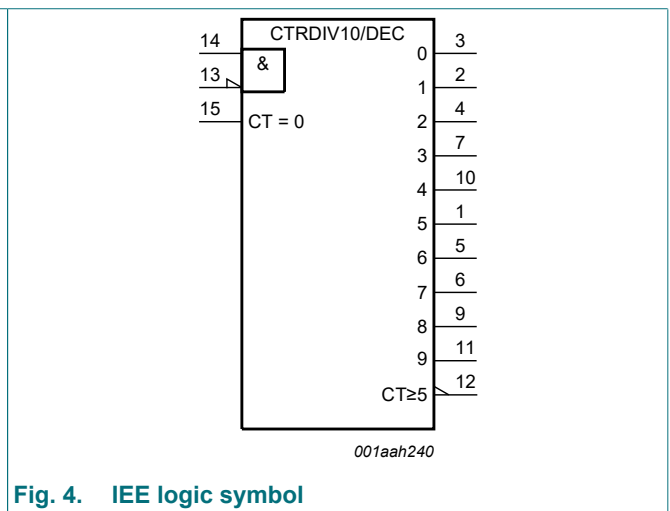 CTRDIV10/DEC
14 0 3
&
13 1 2
15 CT = 0 2 4
3 7
4 10
5 1
6 5
7 6
8 9
9 11
CT≥5 12
001aah240
Fig. 4. IEE logic symbol